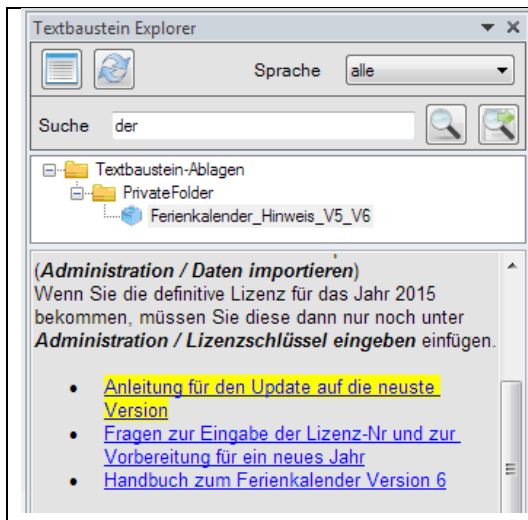 Textbaustein Explorer
Sprache alle
Suche der
Textbaustein-Ablagen
PrivateFolder
Ferienkalender_Hinweis_V5_V6
(Administration / Daten importieren)
Wenn Sie die definitive Lizenz für das Jahr 2015
bekommen, müssen Sie diese dann nur noch unter
Administration / Lizenzschlüssel eingeben einfügen.
• Anleitung für den Update auf die neuste
Version
• Fragen zur Eingabe der Lizenz-Nr und zur
Vorbereitung für ein neues Jahr
• Handbuch zum Ferienkalender Version 6